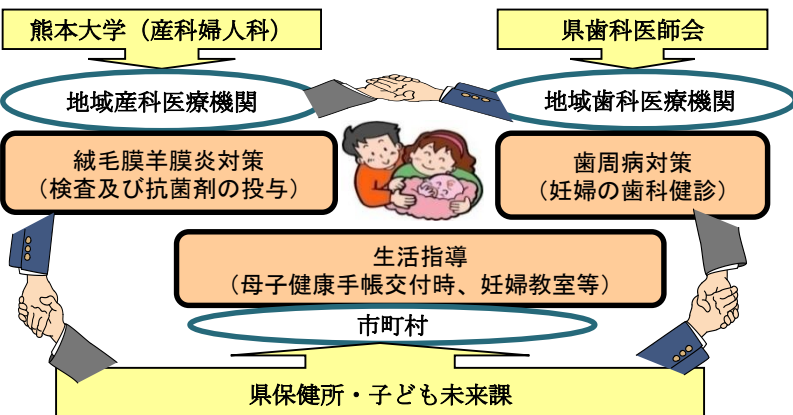 熊本大学（産科婦人科）
県歯科医師会
地域産科医療機関
地域歯科医療機関
絨毛膜羊膜炎対策
（検査及び抗菌剤の投与）
歯周病対策
（妊婦の歯科健診）
生活指導
（母子健康手帳交付時、妊婦教室等）
市町村
県保健所・子ども未来課